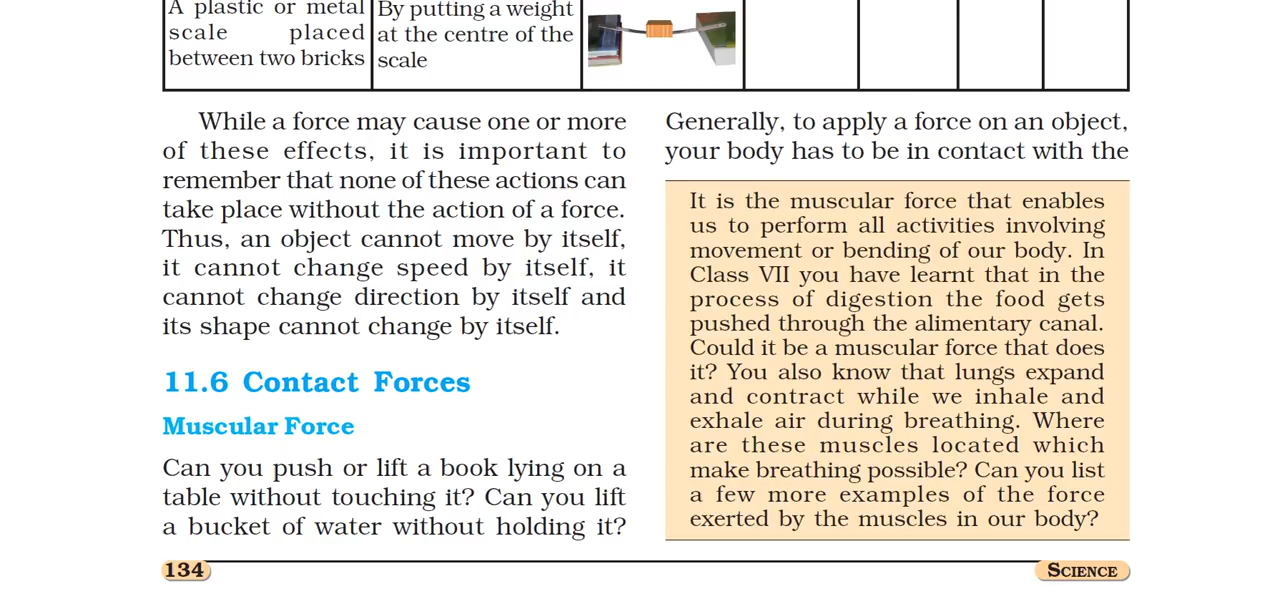 A plastic or metal
scale placed
between two bricks
By putting a weight
at the centre of the
scale
While a force may cause one or more
of these effects, it is important to
remember that none of these actions can
take place without the action of a force.
Thus, an object cannot move by itself,
it cannot change speed by itself, it
cannot change direction by itself and
its shape cannot change by itself.
11.6 Contact Forces
Muscular Force
Can you push or lift a book lying on a
table without touching it? Can you lift
a bucket of water without holding it?
Generally, to apply a force on an object,
your body has to be in contact with the
It is the muscular force that enables
us to perform all activities involving
movement or bending of our body. In
Class VII you have learnt that in the
process of digestion the food gets
pushed through the alimentary canal.
Could it be a muscular force that does
it? You also know that lungs expand
and contract while we inhale and
exhale air during breathing. Where
are these muscles located which
make breathing possible? Can you list
a few more examples of the force
exerted by the muscles in our body?
134
SCIENCE